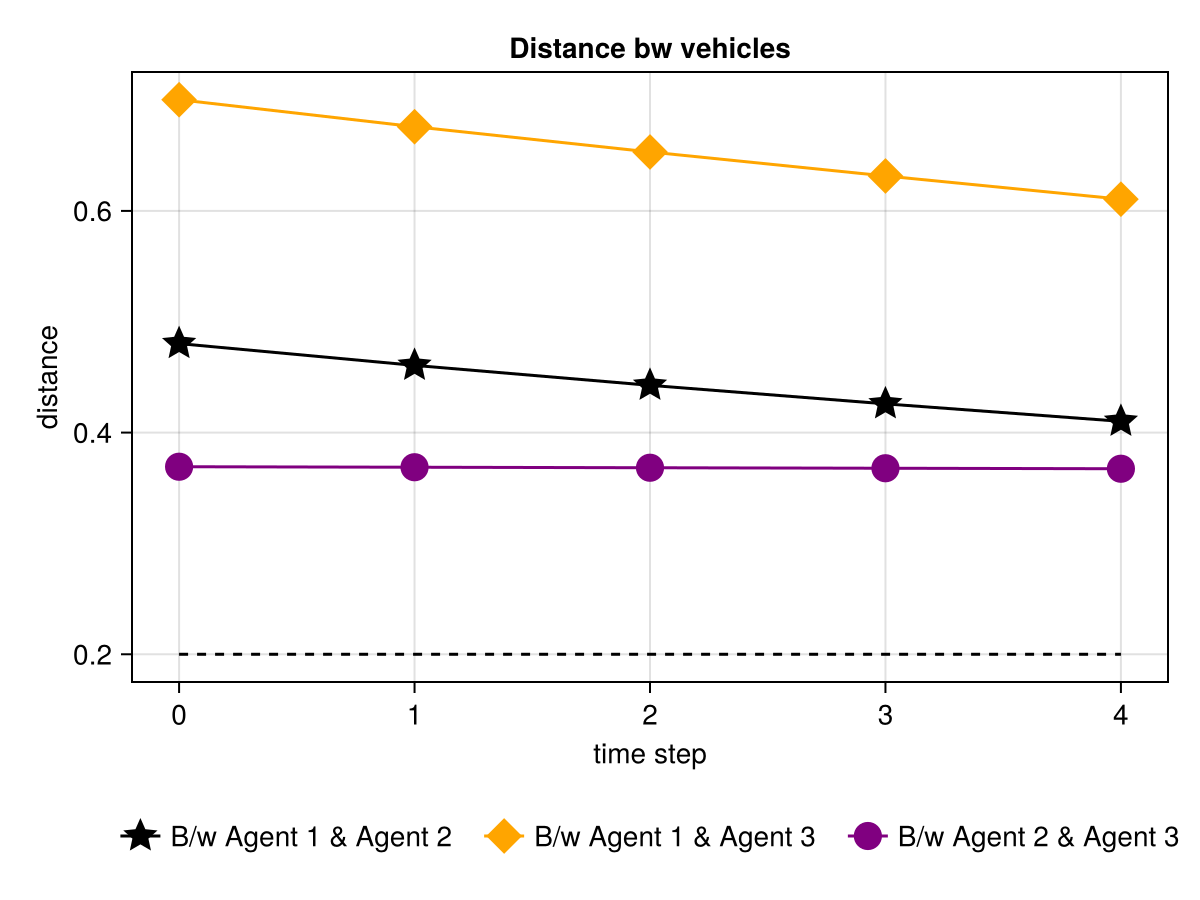 Distance bw vehicles
distance
0.6
0.4
0.2
0 1 2 3 4
time step
B/w Agent 1 & Agent 2 B/w Agent 1 & Agent 3 B/w Agent 2 & Agent 3